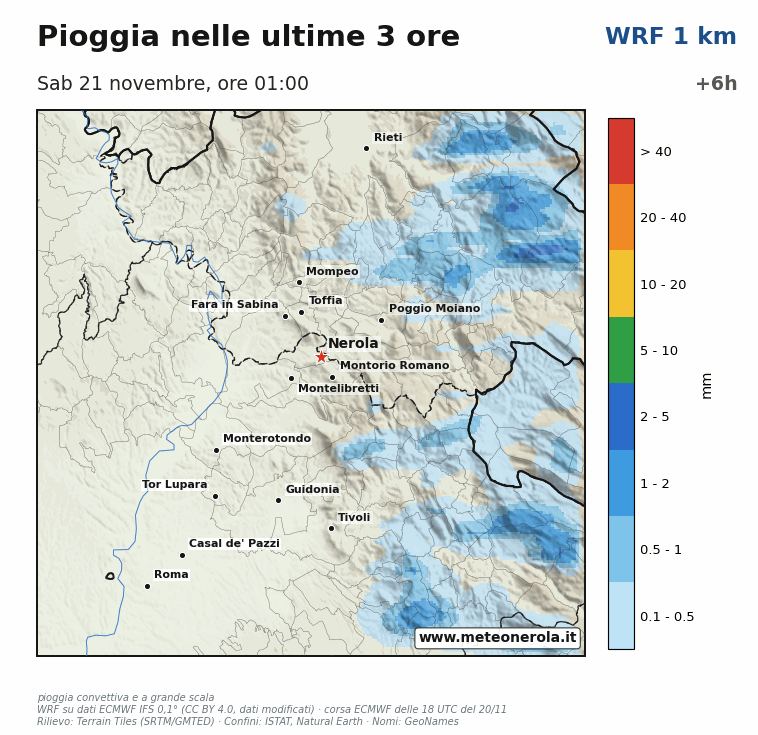 Pioggia nelle ultime 3 ore
WRF 1 km
Sab 21 novembre, ore 01:00
+6h
Rieti
Mompeo
Toffia
Fara in Sabina
Poggio Moiano
Nerola
Montorio Romano
Montelibretti
Monterotondo
Tor Lupara
Guidonia
Tivoli
Casal de' Pazzi
Roma
www.meteonerola.it
> 40
20 - 40
10 - 20
5 - 10
2 - 5
1 - 2
0.5 - 1
0.1 - 0.5
mm
pioggia convettiva e a grande scala
WRF su dati ECMWF IFS 0,1° (CC BY 4.0, dati modificati) · corsa ECMWF delle 18 UTC del 20/11
Rilievo: Terrain Tiles (SRTM/GMTED) · Confini: ISTAT, Natural Earth · Nomi: GeoNames